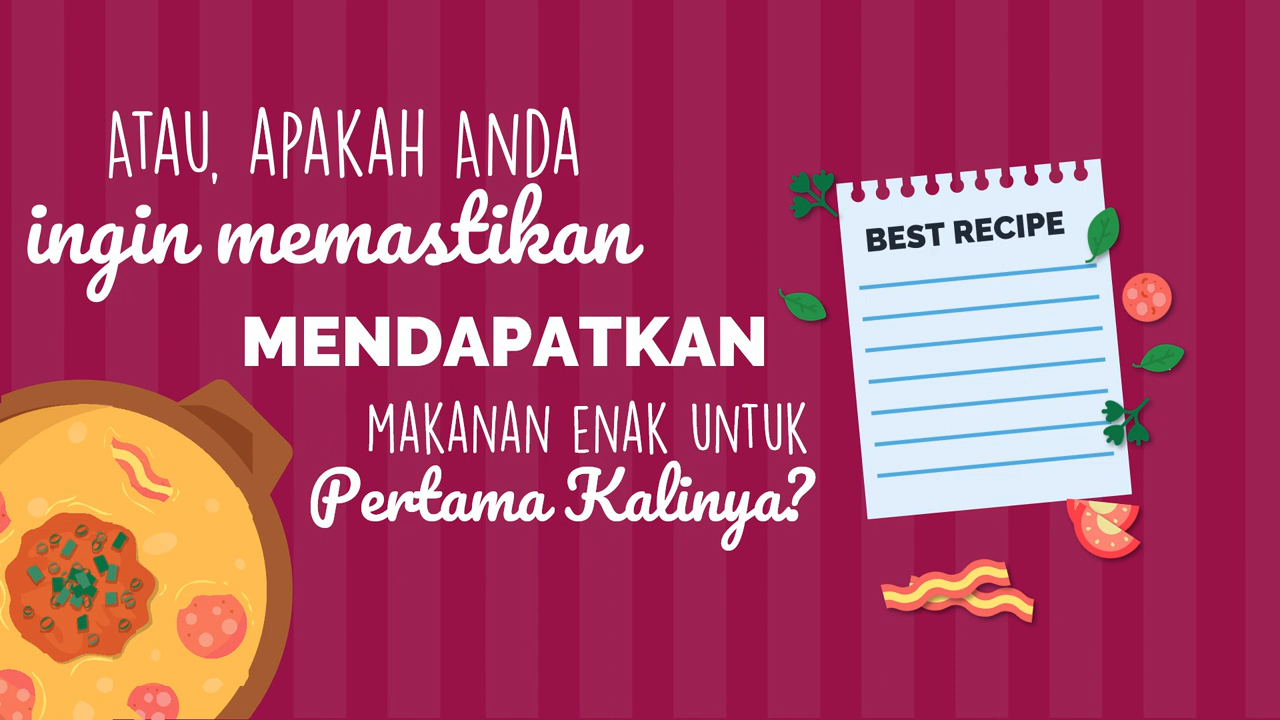 ATAU, APAKAH ANDA
ingin memastikan
MENDAPATKAN
MAKANAN ENAK UNTUK
Pertama Kalinya?
BEST RECIPE